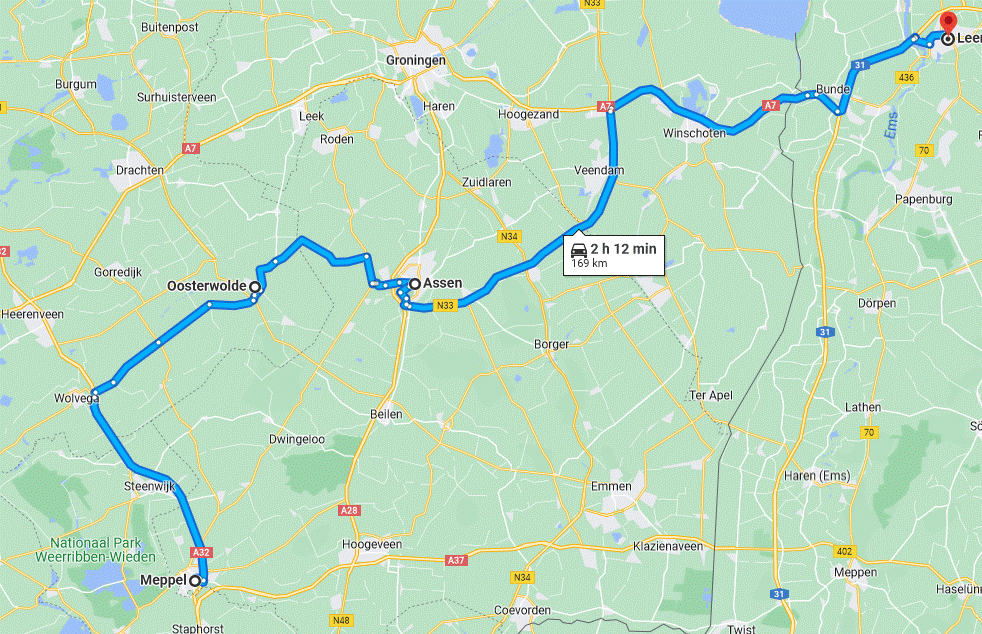 N33
Buitenpost
Groningen
Leer
31
Burgum
436
Bunde
Surhuisterveen
Haren
A7
A7
Hoogezand
Leek
Ems
Winschoten
Roden
A7
70
Drachten
Veendam
Zuidlaren
Papenburg
N34
2 h 12 min
169 km
32
Gorredijk
Oosterwolde
Assen
N33
Dörpen
Heerenveen
31
Borger
Wolvega
Ter Apel
Lathen
Beilen
70
Dwingeloo
Haren (Ems)
Steenwijk
Emmen
A28
Nationaal Park
Weerribben-Wieden
Hoogeveen
Klazienaveen
A32
402
A37
Meppen
Meppel
N34
Haselünn
31
Coevorden
N48
Staphorst
Twist